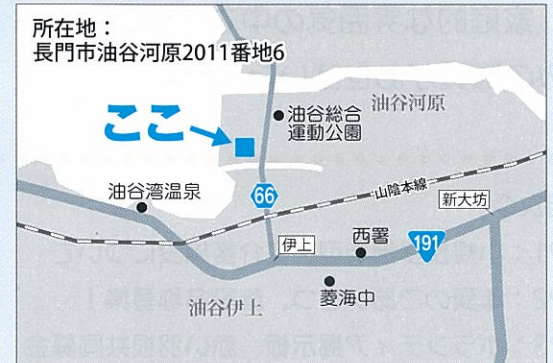 所在地：
長門市油谷河原2011番地6
ここ
油谷総合
運動公園
油谷河原
油谷湾温泉
66
山陰本線
新大坊
伊上
西署
191
菱海中
油谷伊上